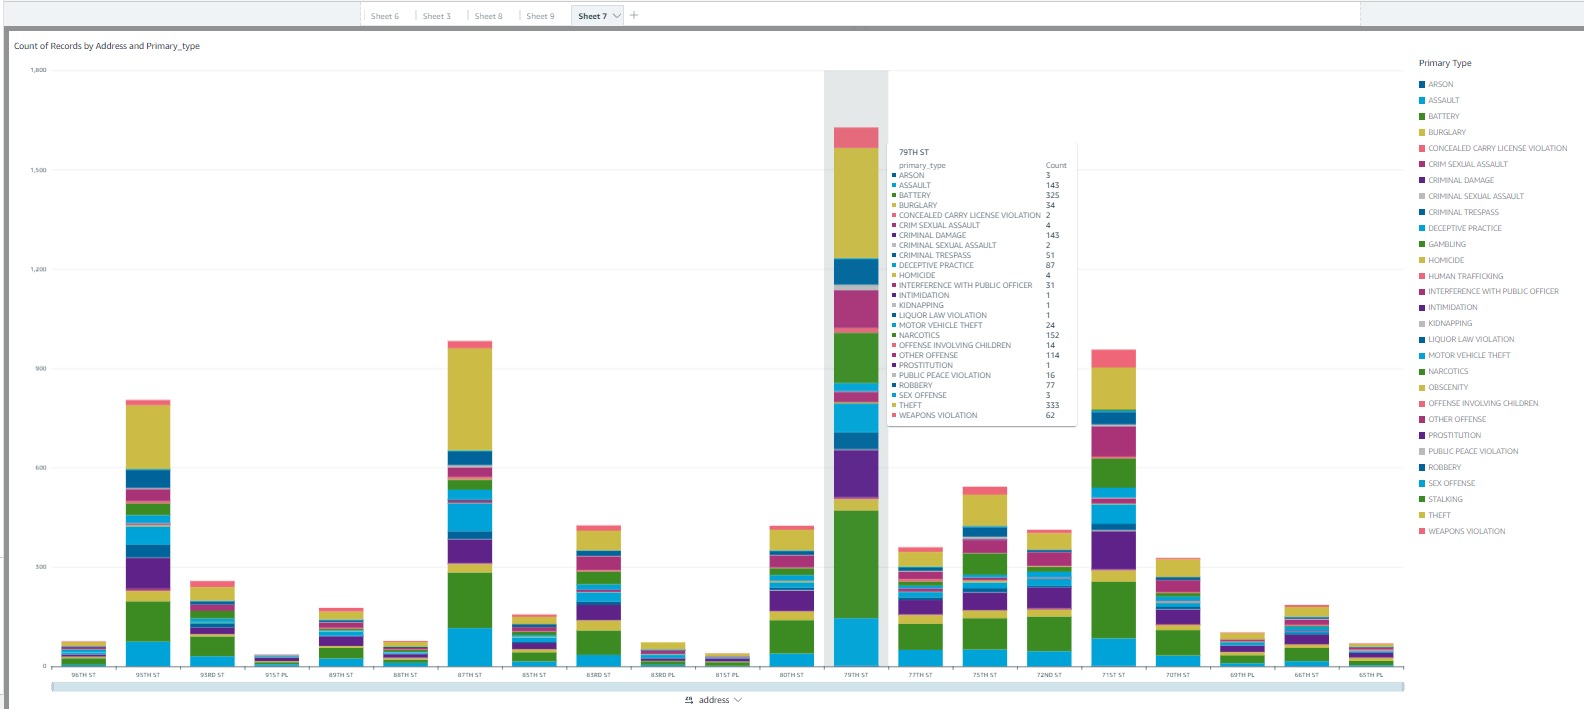 Sheet 6 Sheet 3 Sheet 8 Sheet 9 Sheet 7 +
Count of Records by Address and Primary_type
1,800
1,500
1,200
900
600
300
0
96TH ST 95TH ST 93RD ST 91ST PL 89TH ST 88TH ST 87TH ST 85TH ST 83RD ST 83RD PL 81ST PL 80TH ST 79TH ST 77TH ST 75TH ST 72ND ST 71ST ST 70TH ST 69TH PL 66TH ST 65TH PL
address
79TH ST
primary_type Count
ARSON 3
ASSAULT 143
BATTERY 325
BURGLARY 34
CONCEALED CARRY LICENSE VIOLATION 2
CRIM SEXUAL ASSAULT 4
CRIMINAL DAMAGE 143
CRIMINAL SEXUAL ASSAULT 2
CRIMINAL TRESPASS 51
DECEPTIVE PRACTICE 87
HOMICIDE 4
INTERFERENCE WITH PUBLIC OFFICER 31
INTIMIDATION 1
KIDNAPPING 1
LIQUOR LAW VIOLATION 1
MOTOR VEHICLE THEFT 24
NARCOTICS 152
OFFENSE INVOLVING CHILDREN 14
OTHER OFFENSE 114
PROSTITUTION 1
PUBLIC PEACE VIOLATION 16
ROBBERY 77
SEX OFFENSE 3
THEFT 333
WEAPONS VIOLATION 62
Primary Type
ARSON
ASSAULT
BATTERY
BURGLARY
CONCEALED CARRY LICENSE VIOLATION
CRIM SEXUAL ASSAULT
CRIMINAL DAMAGE
CRIMINAL SEXUAL ASSAULT
CRIMINAL TRESPASS
DECEPTIVE PRACTICE
GAMBLING
HOMICIDE
HUMAN TRAFFICKING
INTERFERENCE WITH PUBLIC OFFICER
INTIMIDATION
KIDNAPPING
LIQUOR LAW VIOLATION
MOTOR VEHICLE THEFT
NARCOTICS
OBSCENITY
OFFENSE INVOLVING CHILDREN
OTHER OFFENSE
PROSTITUTION
PUBLIC PEACE VIOLATION
ROBBERY
SEX OFFENSE
STALKING
THEFT
WEAPONS VIOLATION